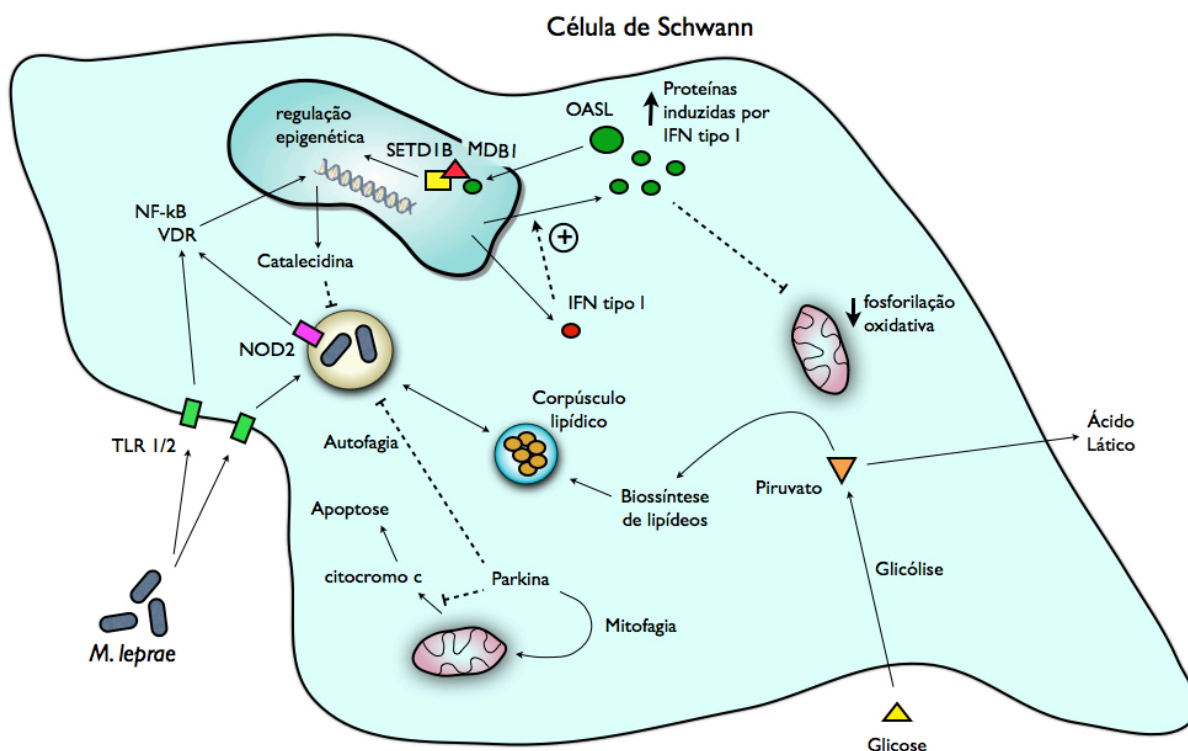 Célula de Schwann
regulação
epigenética
SETD1B
MDB1
OASL
Proteínas
induzidas por
IFN tipo I
NF-kB
VDR
Catalecidina
+
IFN tipo I
fosforilação
oxidativa
NOD2
TLR 1/2
Autofagia
Corpúsculo
lipídico
Ácido
Lático
Piruvato
Biossíntese
de lipídeos
Apoptose
citocromo c
Parkina
Glicólise
Mitofagia
M. leprae
Glicose